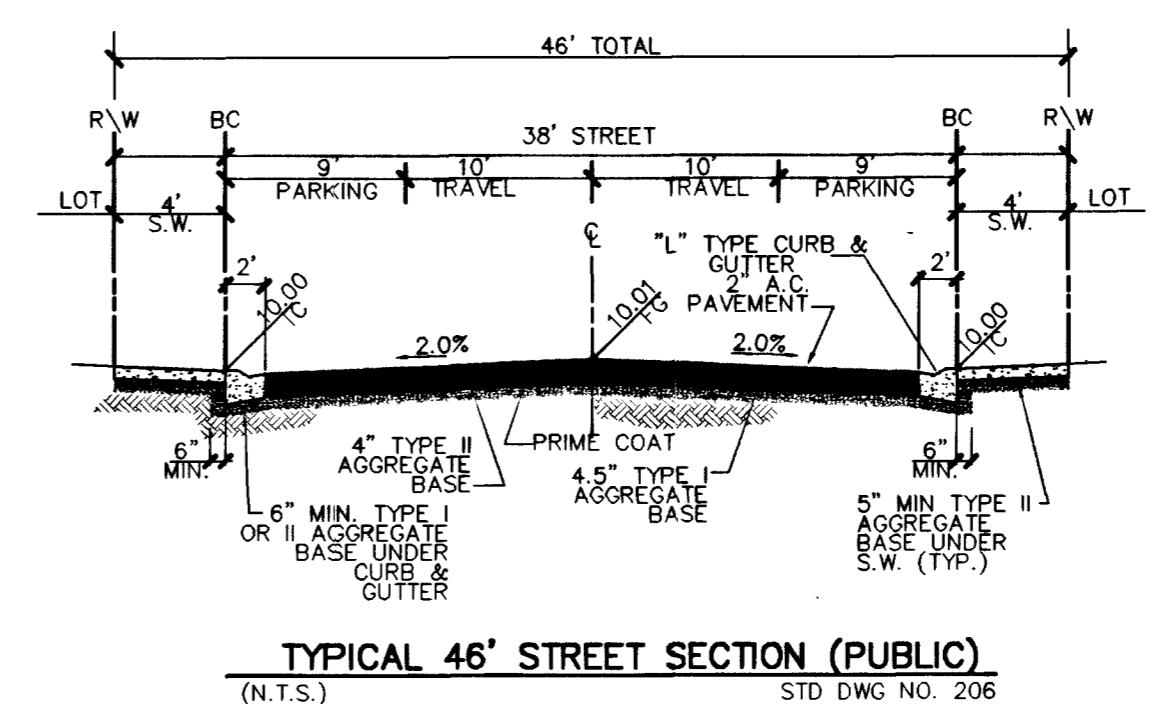 46' TOTAL
R\W
BC
BC
R\W
38' STREET
9'
10'
10'
9'
PARKING
TRAVEL
TRAVEL
PARKING
LOT
4'
S.W.
4'
S.W.
LOT
℄
"L" TYPE CURB &
GUTTER
2" A.C.
PAVEMENT
2'
2'
10.00
TC
10.01
FG
10.00
TC
2.0%
2.0%
6"
MIN.
4" TYPE II
AGGREGATE
BASE
PRIME COAT
4.5" TYPE I
AGGREGATE
BASE
6"
MIN.
6" MIN. TYPE I
OR II AGGREGATE
BASE UNDER
CURB &
GUTTER
5" MIN TYPE II
AGGREGATE
BASE UNDER
S.W. (TYP.)
TYPICAL 46' STREET SECTION (PUBLIC)
(N.T.S.)
STD DWG NO. 206